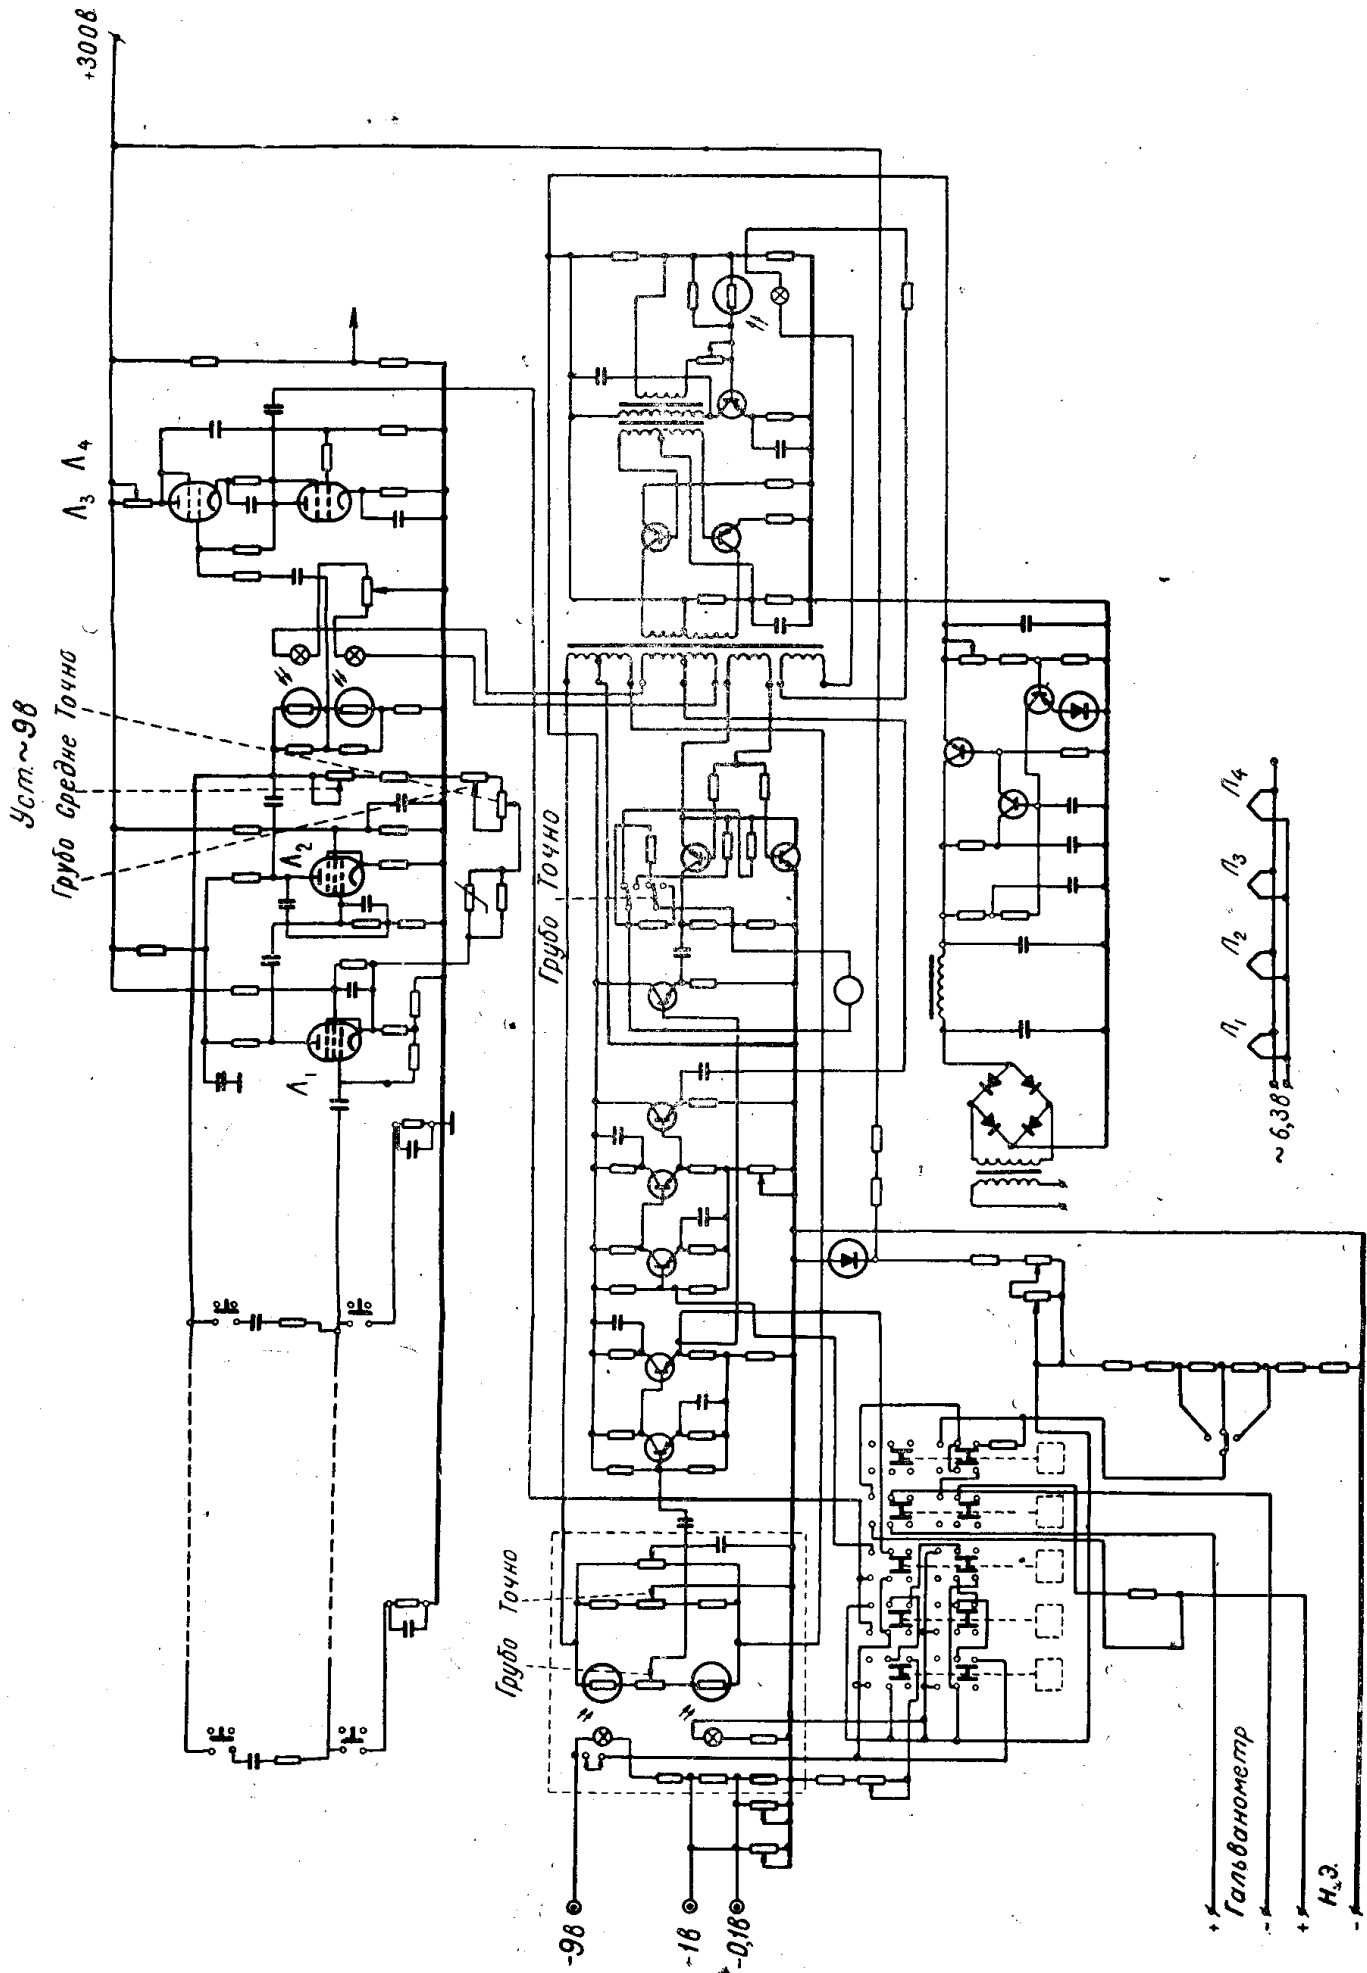 +300В
Л₃ Л₄
Уст.~9В
Грубо Средне Точно
Л₂
Л₁
Грубо Точно
Грубо Точно
Л₁ Л₂ Л₃ Л₄
~6,3В
-9В
-1В
-0,1В
+
Гальванометр
-
+
Н.Э.
-